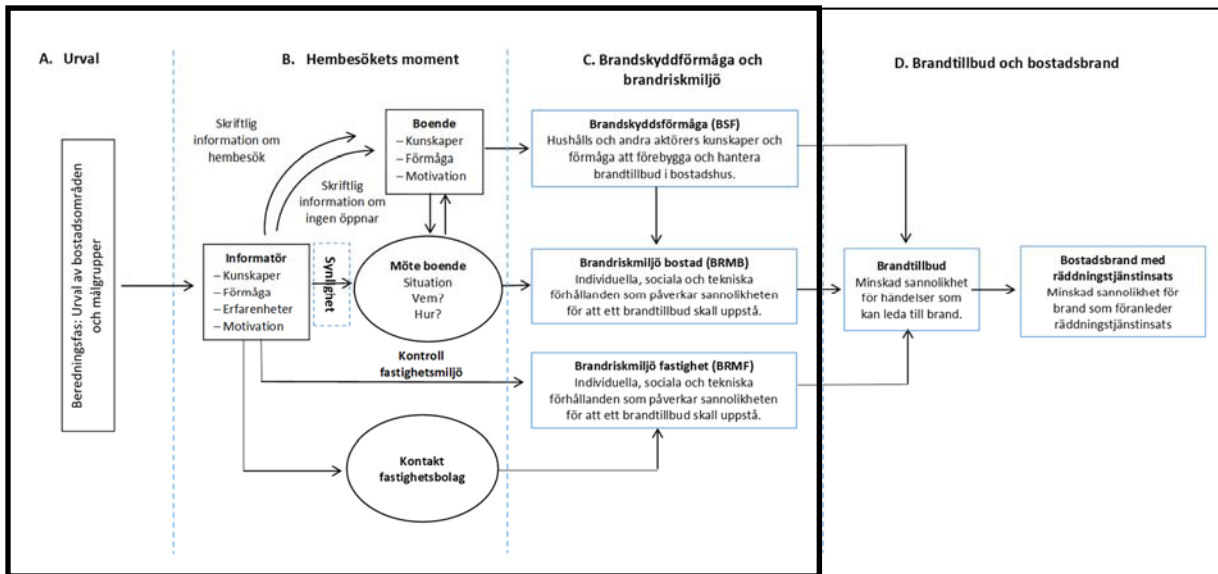 A. Urval
B. Hembesökets moment
C. Brandskyddförmåga och
brandriskmiljö
D. Brandtillbud och bostadsbrand
Beredningsfas: Urval av bostadsområden
och målgrupper
Skriftlig
information om
hembesök
Skriftlig
information om
ingen öppnar
Boende
– Kunskaper
– Förmåga
– Motivation
Informatör
– Kunskaper
– Förmåga
– Erfarenheter
– Motivation
Synlighet
Möte boende
Situation
Vem?
Hur?
Kontroll
fastighetsmiljö
Kontakt
fastighetsbolag
Brandskyddsförmåga (BSF)
Hushålls och andra aktörers kunskaper och
förmåga att förebygga och hantera
brandtillbud i bostadshus.
Brandriskmiljö bostad (BRMB)
Individuella, sociala och tekniska
förhållanden som påverkar sannolikheten
för att ett brandtillbud skall uppstå.
Brandriskmiljö fastighet (BRMF)
Individuella, sociala och tekniska
förhållanden som påverkar sannolikheten
för att ett brandtillbud skall uppstå.
Brandtillbud
Minskad sannolikhet
för händelser som
kan leda till brand.
Bostadsbrand med
räddningstjänstinsats
Minskad sannolikhet för
brand som föranleder
räddningstjänstinsats